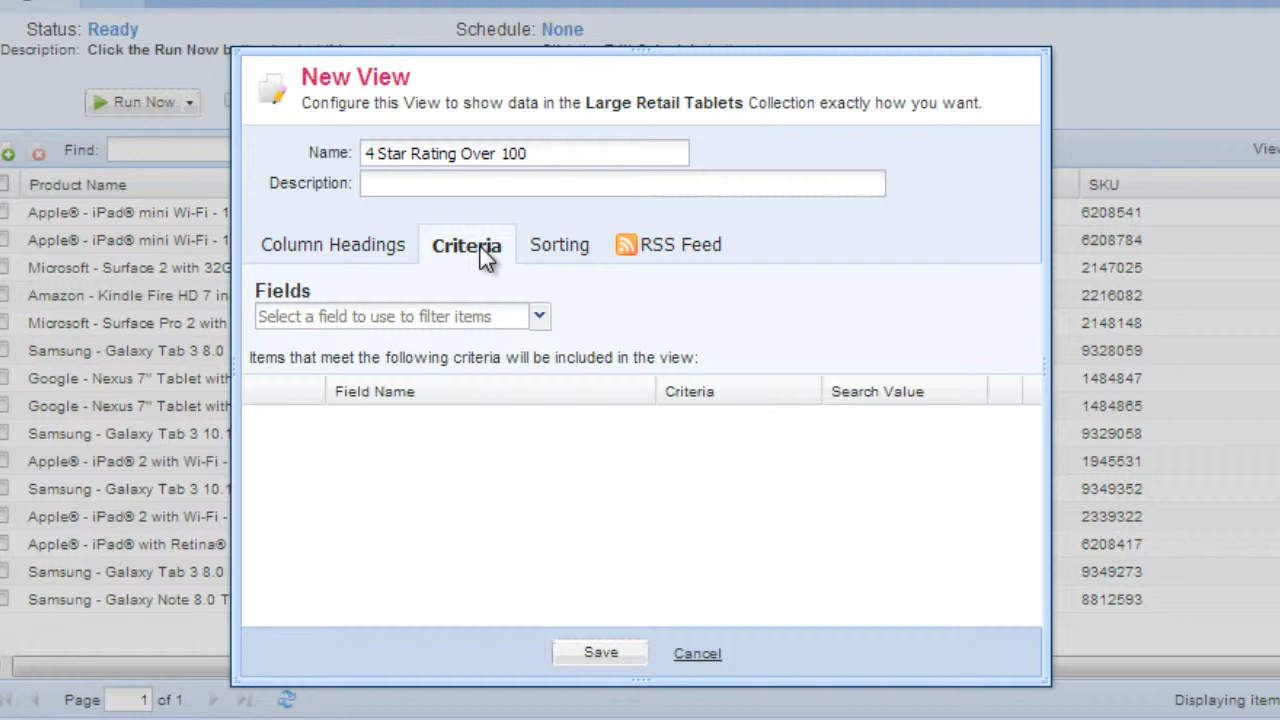 Status: Ready
Schedule: None
Description: Click the Run Now b
New View
Configure this View to show data in the Large Retail Tablets Collection exactly how you want.
Run Now
Name: 4 Star Rating Over 100
Find:
View
Description:
Product Name
SKU
Apple® - iPad® mini Wi-Fi - 1
6208541
Apple® - iPad® mini Wi-Fi - 1
6208784
Column Headings
Criteria
Sorting
RSS Feed
Microsoft - Surface 2 with 32G
2147025
Fields
Amazon - Kindle Fire HD 7 in
2216082
Select a field to use to filter items
Microsoft - Surface Pro 2 with
2148148
Samsung - Galaxy Tab 3 8.0
9328059
Items that meet the following criteria will be included in the view:
Google - Nexus 7" Tablet with
1484847
Field Name
Criteria
Search Value
Google - Nexus 7" Tablet with
1484865
Samsung - Galaxy Tab 3 10.1
9329058
Apple® - iPad® 2 with Wi-Fi -
1945531
Samsung - Galaxy Tab 3 10.1
9349352
Apple® - iPad® 2 with Wi-Fi -
2339322
Apple® - iPad® with Retina®
6208417
Samsung - Galaxy Tab 3 8.0
9349273
Samsung - Galaxy Note 8.0 T
8812593
Save
Cancel
Page 1 of 1
Displaying item